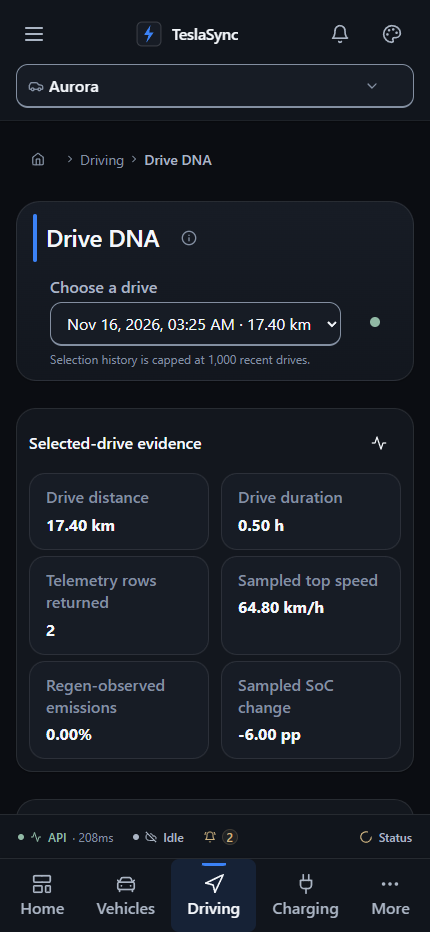 TeslaSync
Aurora
Driving
Drive DNA
Drive DNA
Choose a drive
Nov 16, 2026, 03:25 AM · 17.40 km
Selection history is capped at 1,000 recent drives.
Selected-drive evidence
Drive distance
17.40 km
Drive duration
0.50 h
Telemetry rows
returned
2
Sampled top speed
64.80 km/h
Regen-observed
emissions
0.00%
Sampled SoC
change
-6.00 pp
API · 208ms
Idle
2
Status
Home
Vehicles
Driving
Charging
More